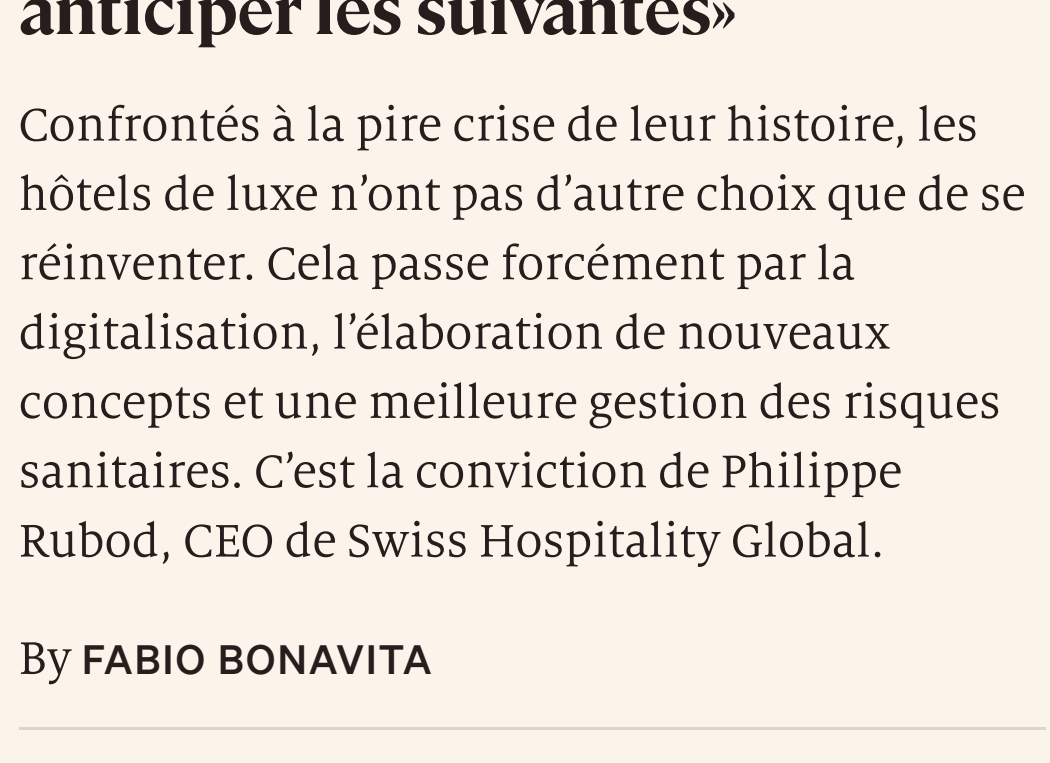 anticiper les suivantes»
Confrontés à la pire crise de leur histoire, les
hôtels de luxe n’ont pas d’autre choix que de se
réinventer. Cela passe forcément par la
digitalisation, l’élaboration de nouveaux
concepts et une meilleure gestion des risques
sanitaires. C’est la conviction de Philippe
Rubod, CEO de Swiss Hospitality Global.
By FABIO BONAVITA